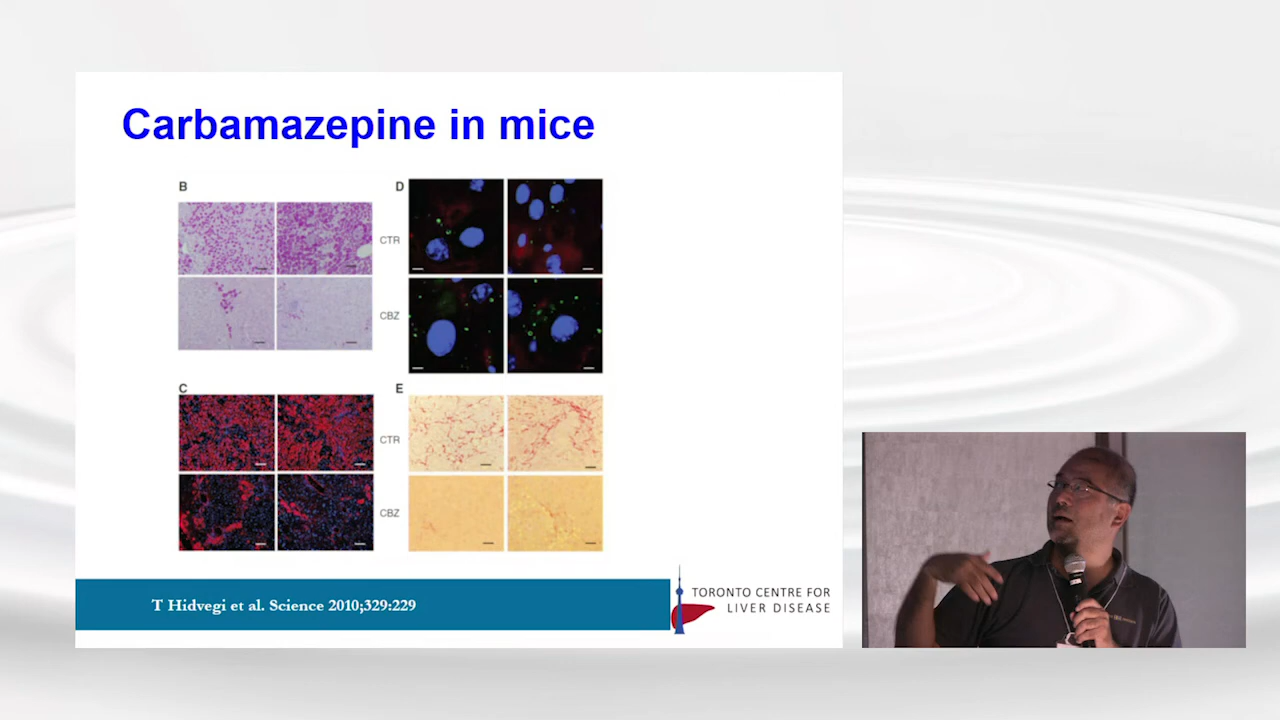 Carbamazepine in mice
B
D
CTR
CBZ
C
E
CTR
CBZ
T Hidvegi et al. Science 2010;329:229
TORONTO CENTRE FOR
LIVER DISEASE